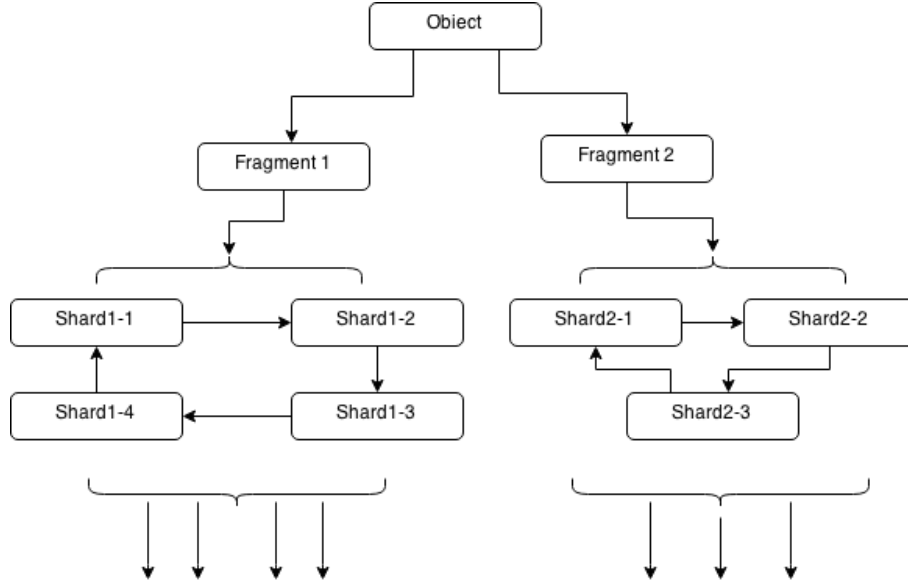 Obiect
Fragment 1
Fragment 2
Shard1-1
Shard1-2
Shard2-1
Shard2-2
Shard1-4
Shard1-3
Shard2-3